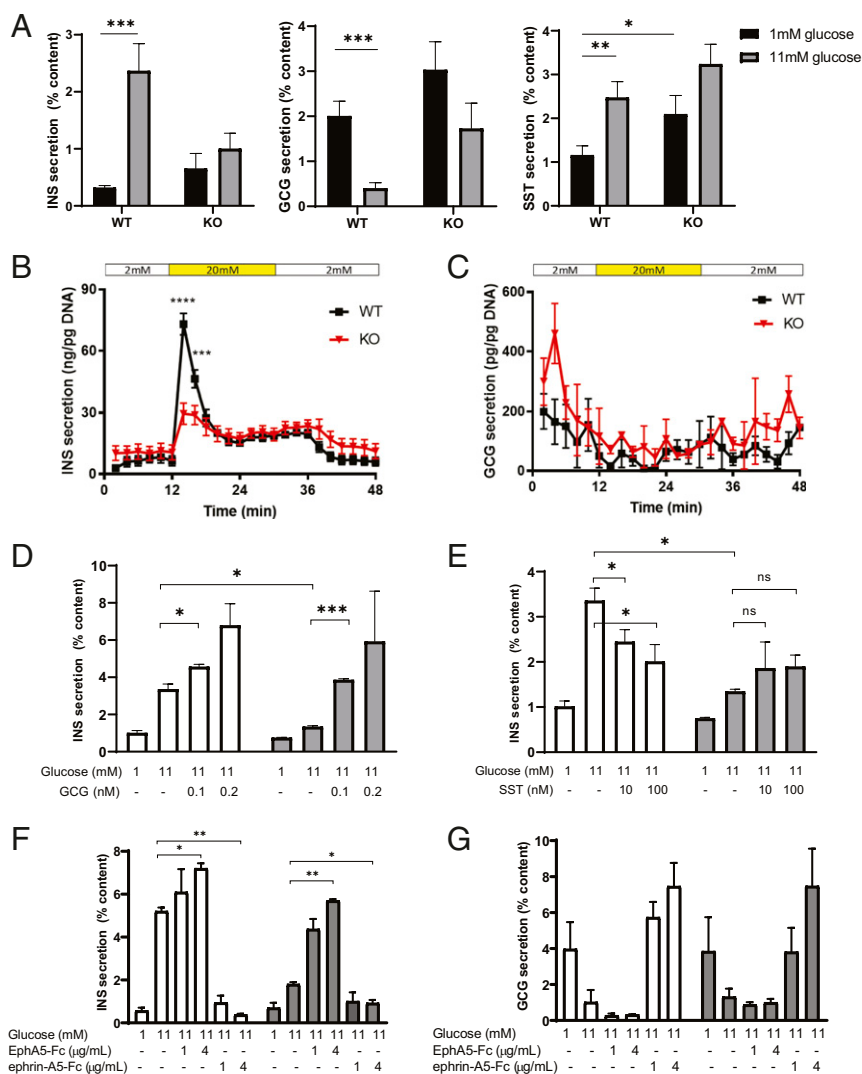 A
INS secretion (% content)
3
2
1
0
***
WT KO
GCG secretion (% content)
4
3
2
1
0
***
WT KO
SST secretion (% content)
4
3
2
1
0
*
**
WT KO
1mM glucose
11mM glucose
B
2mM 20mM 2mM
INS secretion (ng/pg DNA)
90
60
30
0
****
***
WT
KO
0 12 24 36 48
Time (min)
C
2mM 20mM 2mM
GCG secretion (pg/pg DNA)
600
400
200
0
WT
KO
0 12 24 36 48
Time (min)
D
INS secretion (% content)
10
8
6
4
2
0
*
*
***
Glucose (mM) 1 11 11 11 1 11 11 11
GCG (nM) - - 0.1 0.2 - - 0.1 0.2
E
INS secretion (% content)
4
3
2
1
0
*
*
*
ns
ns
Glucose (mM) 1 11 11 11 1 11 11 11
SST (nM) - - 10 100 - - 10 100
F
INS secretion (% content)
8
6
4
2
0
**
*
*
**
Glucose (mM) 1 11 11 11 11 11 1 11 11 11 11 11
EphA5-Fc (µg/mL) - - 1 4 - - - - 1 4 - -
ephrin-A5-Fc (µg/mL) - - - - 1 4 - - - - 1 4
G
GCG secretion (% content)
10
8
6
4
2
0
Glucose (mM) 1 11 11 11 11 11 1 11 11 11 11 11
EphA5-Fc (µg/mL) - - 1 4 - - - - 1 4 - -
ephrin-A5-Fc (µg/mL) - - - - 1 4 - - - - 1 4